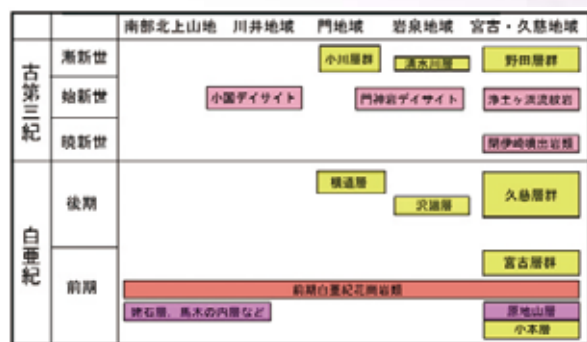 南部北上山地 川井地域 門地域 岩泉地域 宮古・久慈地域
古第三紀
漸新世
小川層群 清水川層 野田層群
始新世
小国デイサイト 門神岩デイサイト 浄土ヶ浜流紋岩
暁新世
閉伊崎噴出岩類
白亜紀
後期
横道層 沢廻層 久慈層群
宮古層群
前期
前期白亜紀花崗岩類
姥石層、馬木の内層など 原地山層
小本層